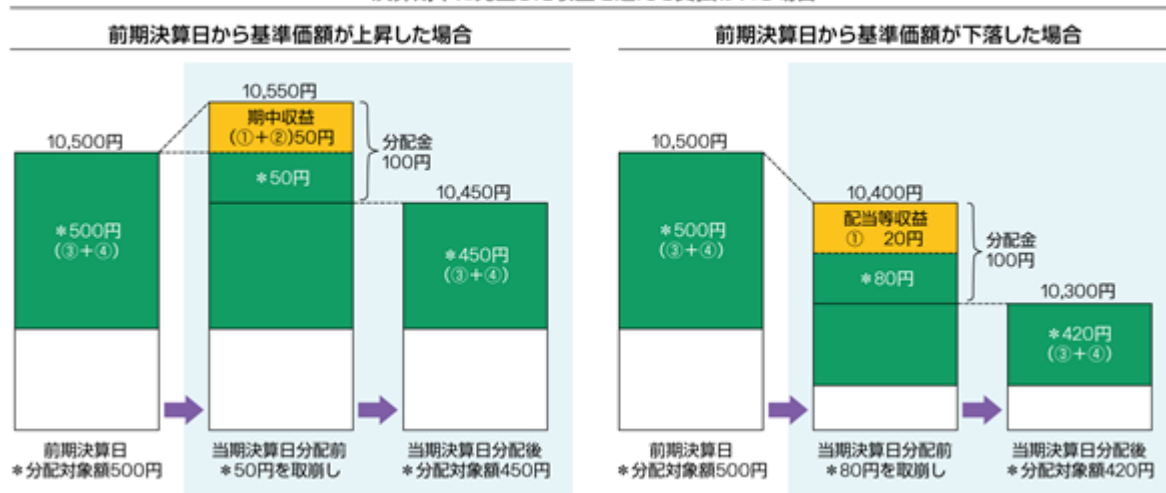 前期決算日から基準価額が上昇した場合
10,550円
期中収益
(①+②)50円
10,500円
分配金
100円
*50円
10,450円
*500円
(③+④)
*450円
(③+④)
前期決算日
*分配対象額500円
当期決算日分配前
*50円を取崩し
当期決算日分配後
*分配対象額450円
前期決算日から基準価額が下落した場合
10,500円
10,400円
配当等収益
① 20円
*500円
(③+④)
分配金
100円
*80円
10,300円
*420円
(③+④)
前期決算日
*分配対象額500円
当期決算日分配前
*80円を取崩し
当期決算日分配後
*分配対象額420円